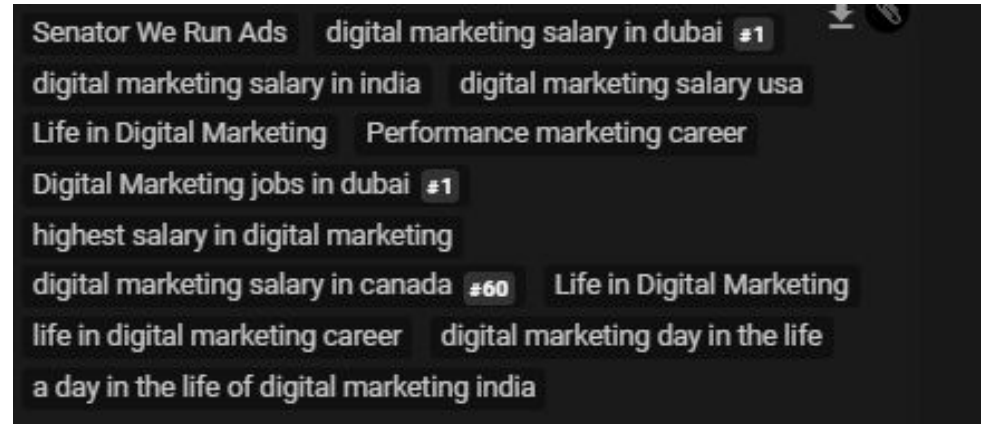 Senator We Run Ads digital marketing salary in dubai #1
digital marketing salary in india digital marketing salary usa
Life in Digital Marketing Performance marketing career
Digital Marketing jobs in dubai #1
highest salary in digital marketing
digital marketing salary in canada #60 Life in Digital Marketing
life in digital marketing career digital marketing day in the life
a day in the life of digital marketing india